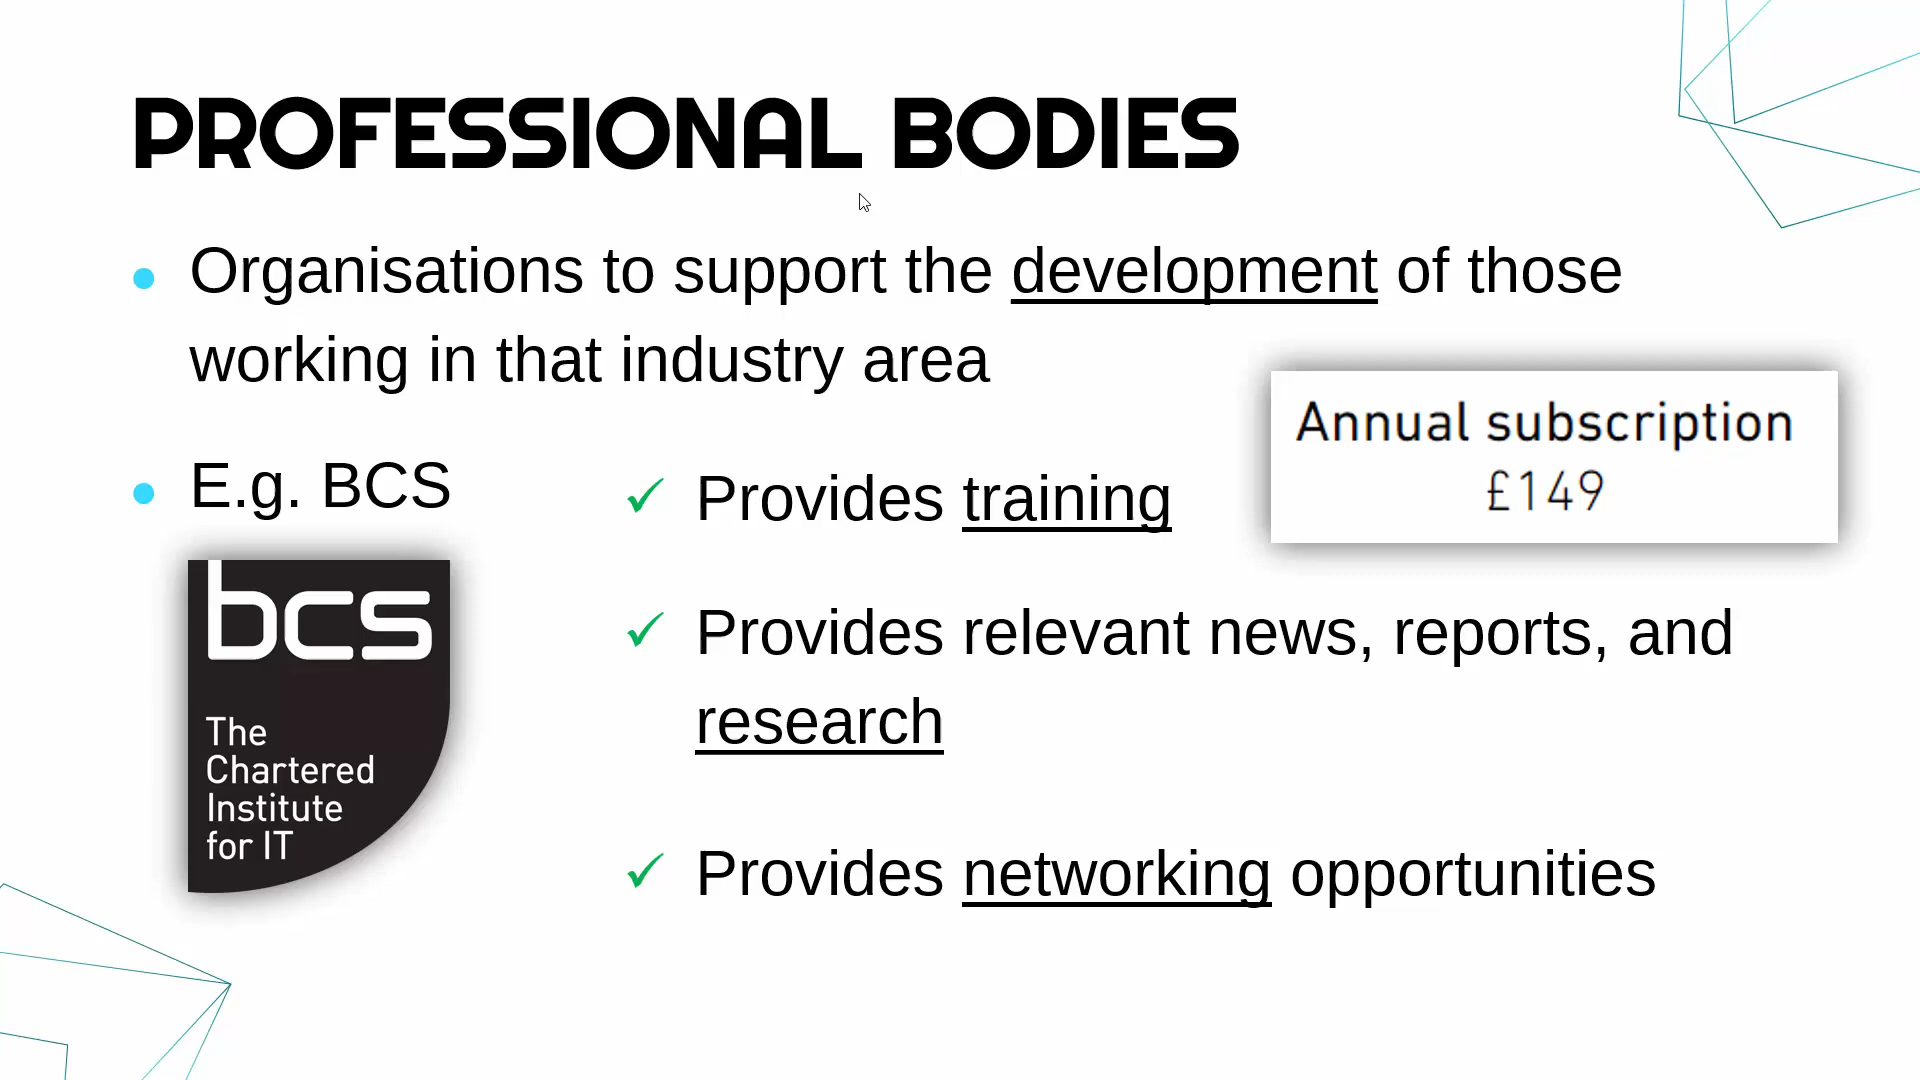 PROFESSIONAL BODIES
Organisations to support the development of those
working in that industry area
Annual subscription
£149
E.g. BCS
Provides training
bcs
The
Chartered
Institute
for IT
Provides relevant news, reports, and
research
Provides networking opportunities